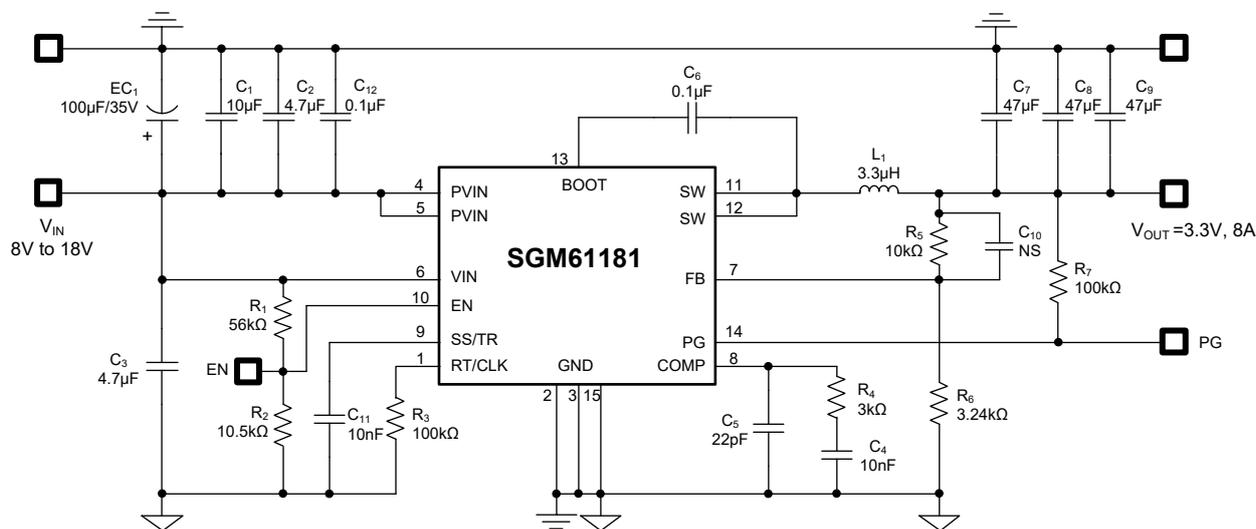 EC₁
100µF/35V
+
C₁
10µF
C₂
4.7µF
C₁₂
0.1µF
C₆
0.1µF
C₇
47µF
C₈
47µF
C₉
47µF
V_IN
8V to 18V
13
BOOT
4
PVIN
5
PVIN
SW
11
SW
12
L₁
3.3µH
SGM61181
V_OUT =3.3V, 8A
R₅
10kΩ
C₁₀
NS
6
VIN
FB
7
R₇
100kΩ
10
EN
R₁
56kΩ
9
SS/TR
PG
14
PG
1
RT/CLK
GND
COMP
8
C₃
4.7µF
EN
2
3
15
R₂
10.5kΩ
C₁₁
10nF
R₃
100kΩ
C₅
22pF
R₄
3kΩ
C₄
10nF
R₆
3.24kΩ